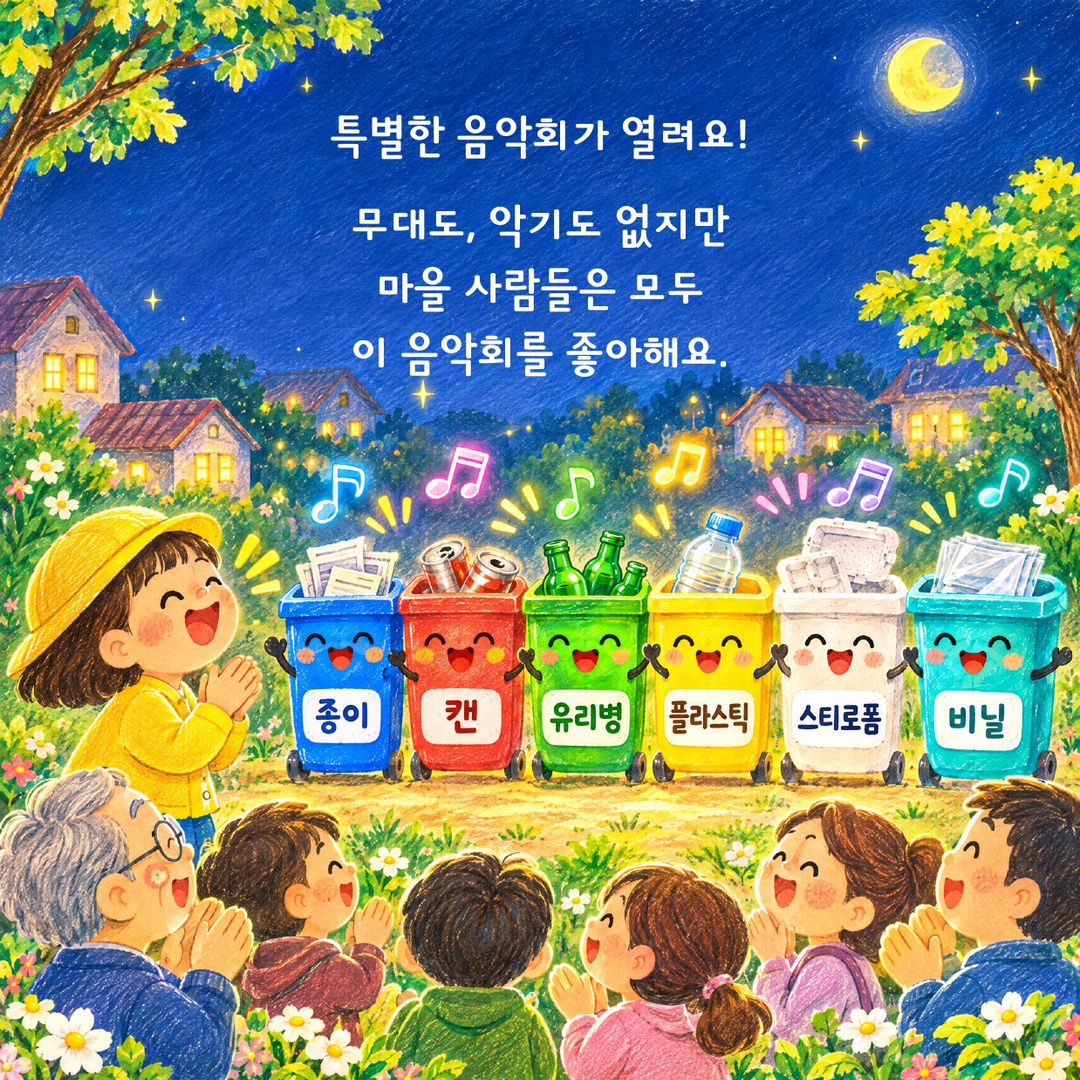 특별한 음악회가 열려요!
무대도, 악기도 없지만
마을 사람들은 모두
이 음악회를 좋아해요.
종이
캔
유리병
플라스틱
스티로폼
비닐